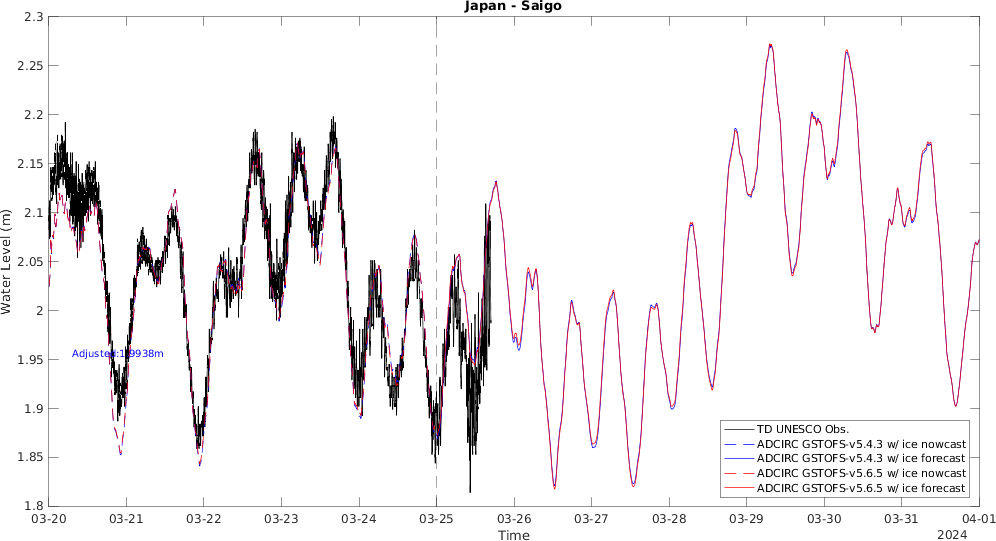 Japan - Saigo
2.3
2.25
2.2
2.15
2.1
2.05
2
1.95
1.9
1.85
1.8
Water Level (m)
Adjusted:1.9938m
TD UNESCO Obs.
ADCIRC GSTOFS-v5.4.3 w/ ice nowcast
ADCIRC GSTOFS-v5.4.3 w/ ice forecast
ADCIRC GSTOFS-v5.6.5 w/ ice nowcast
ADCIRC GSTOFS-v5.6.5 w/ ice forecast
03-20 03-21 03-22 03-23 03-24 03-25 03-26 03-27 03-28 03-29 03-30 03-31 04-01
Time
2024